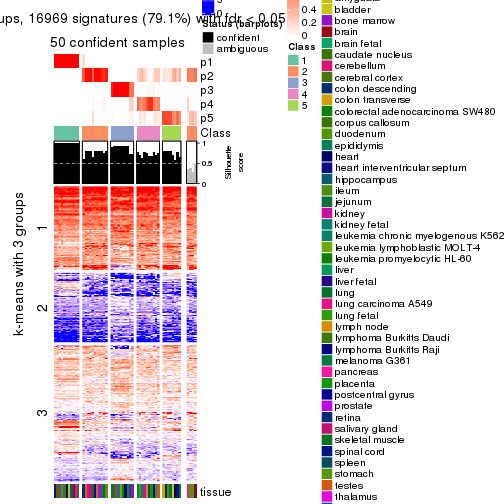 ups, 16969 signatures (79.1%) with fdr < 0.05
50 confident samples
p1
p2
p3
p4
p5
Class
1
0.5
0
Silhouette
score
k-means with 3 groups
1
2
3
tissue
0
Status (barplots)
confident
ambiguous
0.4
0.2
0
Class
1
2
3
4
5
bladder
bone marrow
brain
brain fetal
caudate nucleus
cerebellum
cerebral cortex
colon descending
colon transverse
colorectal adenocarcinoma SW480
corpus callosum
duodenum
epididymis
heart
heart interventricular septum
hippocampus
ileum
jejunum
kidney
kidney fetal
leukemia chronic myelogenous K562
leukemia lymphoblastic MOLT-4
leukemia promyelocytic HL-60
liver
liver fetal
lung
lung carcinoma A549
lung fetal
lymph node
lymphoma Burkitts Daudi
lymphoma Burkitts Raji
melanoma G361
pancreas
placenta
postcentral gyrus
prostate
retina
salivary gland
skeletal muscle
spinal cord
spleen
stomach
testes
thalamus